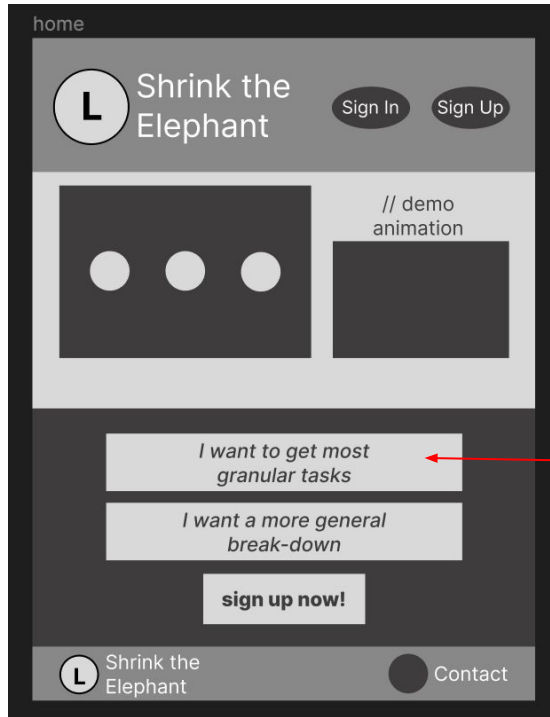 home
L
Shrink the
Elephant
Sign In
Sign Up
// demo
animation
I want to get most
granular tasks
I want a more general
break-down
sign up now!
L
Shrink the
Elephant
Contact